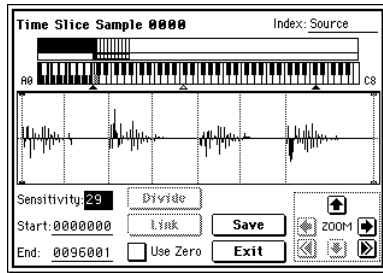 Time Slice Sample 0000 Index: Source
A0 C8
Sensitivity: 29 Divide
Start: 0000000 Link Save ZOOM
End: 0096001 Use Zero Exit